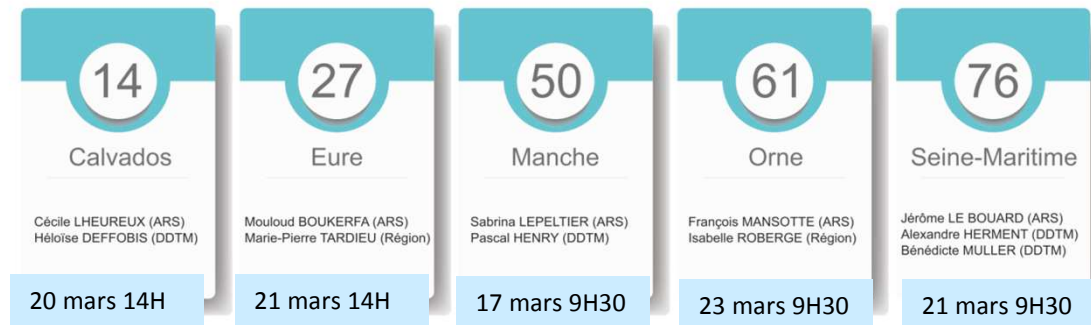 14
Calvados
Cécile LHEUREUX (ARS)
Héloïse DEFFOBIS (DDTM)
20 mars 14H
27
Eure
Mouloud BOUKERFA (ARS)
Marie-Pierre TARDIEU (Région)
21 mars 14H
50
Manche
Sabrina LEPELTIER (ARS)
Pascal HENRY (DDTM)
17 mars 9H30
61
Orne
François MANSOTTE (ARS)
Isabelle ROBERGE (Région)
23 mars 9H30
76
Seine-Maritime
Jérôme LE BOUARD (ARS)
Alexandre HERMENT (DDTM)
Bénédicte MULLER (DDTM)
21 mars 9H30